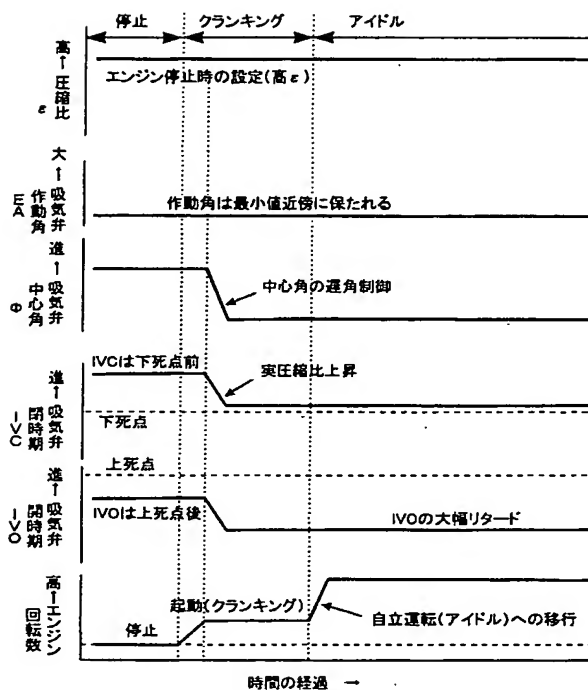 停止
クランキング
アイドル
高
↑
圧縮比
ε
エンジン停止時の設定(高ε)
大
↑
吸気弁
作動角
EA
作動角は最小値近傍に保たれる
進
↑
吸気弁
中心角
Φ
中心角の遅角制御
進
↑
吸気弁
閉時期
IVC
IVCは下死点前
実圧縮比上昇
下死点
上死点
進
↑
吸気弁
開時期
IVO
IVOは上死点後
IVOの大幅リタード
高
↑
エンジン
回転数
起動(クランキング)
停止
自立運転(アイドル)への移行
時間の経過 →